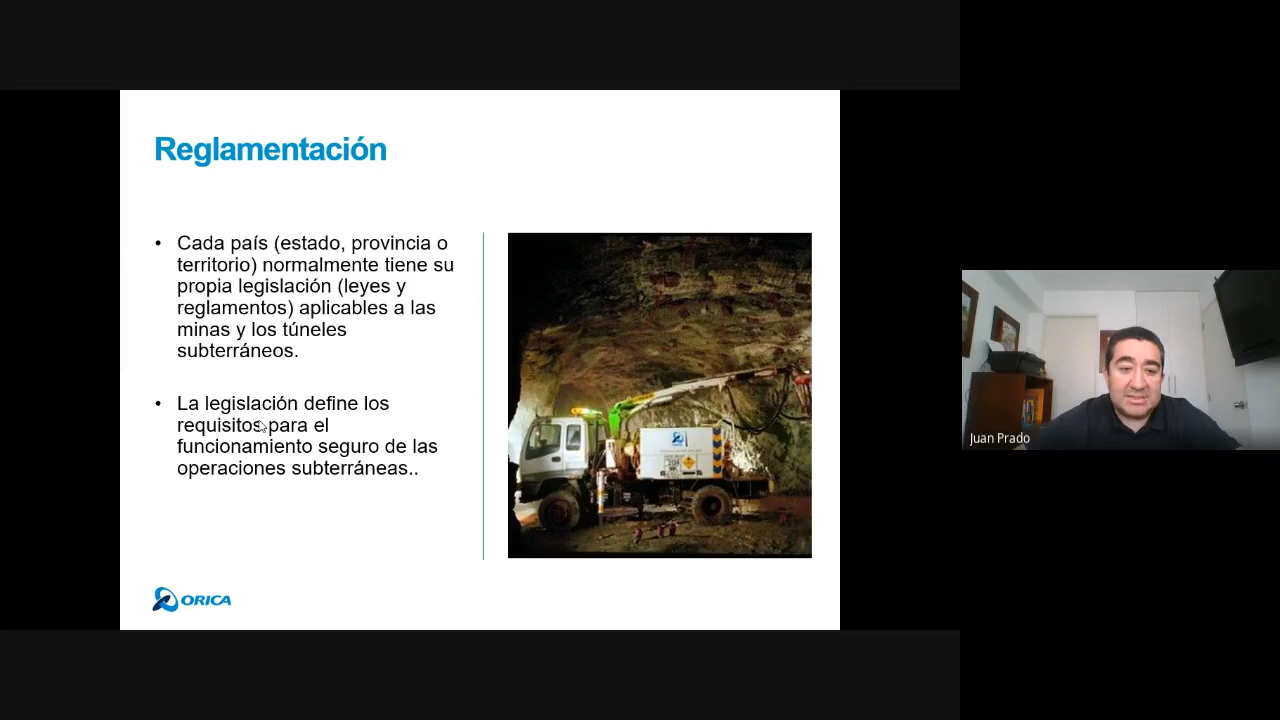 Reglamentación
• Cada país (estado, provincia o
territorio) normalmente tiene su
propia legislación (leyes y
reglamentos) aplicables a las
minas y los túneles
subterráneos.
• La legislación define los
requisitos para el
funcionamiento seguro de las
operaciones subterráneas..
ORICA
Juan Prado